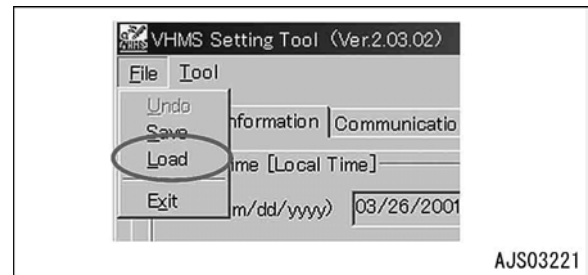 VHMS Setting Tool (Ver.2.03.02)
File Tool
Undo
Save
nformation Communicatio
Load
ime [Local Time]
Exit
m/dd/yyyy) 03/26/2001
AJS03221